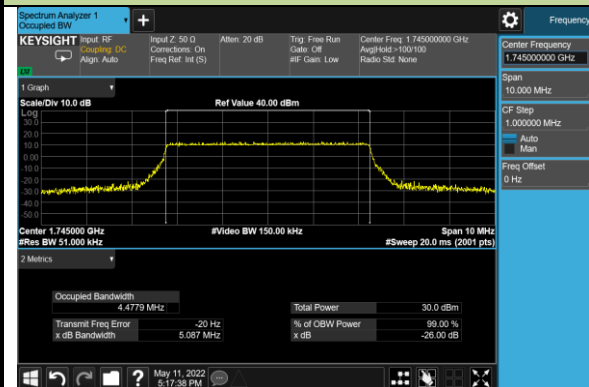 Spectrum Analyzer 1
Occupied BW
+
Frequency
KEYSIGHT
Input: RF
Coupling: DC
Align: Auto
Input Z: 50 Ω
Corrections: On
Freq Ref: Int (S)
Atten: 20 dB
Trig: Free Run
Gate: Off
#IF Gain: Low
Center Freq: 1.745000000 GHz
Avg|Hold:>100/100
Radio Std: None
Center Frequency
1.745000000 GHz
Span
10.000 MHz
CF Step
1.000000 MHz
Auto
Man
Freq Offset
0 Hz
1 Graph
Scale/Div 10.0 dB
Ref Value 40.00 dBm
Log
30.0
20.0
10.0
0.00
-10.0
-20.0
-30.0
-40.0
-50.0
Center 1.745000 GHz
#Video BW 150.00 kHz
Span 10 MHz
#Res BW 51.000 kHz
#Sweep 20.0 ms (2001 pts)
2 Metrics
Occupied Bandwidth
4.4779 MHz
Total Power 30.0 dBm
Transmit Freq Error -20 Hz
% of OBW Power 99.00 %
x dB Bandwidth 5.087 MHz
x dB -26.00 dB
?
May 11, 2022
5:17:38 PM